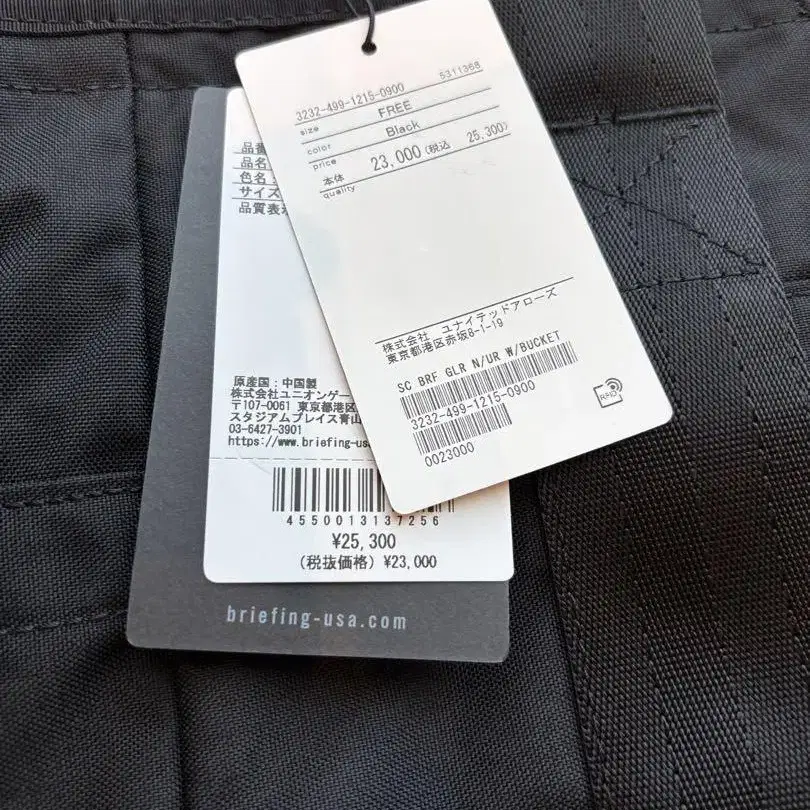 3232-499-1215-0900 5311368
size FREE
color Black
price 23,000(税込 25,300)
本体
quality
株式会社 ユナイテッドアローズ
東京都港区赤坂8-1-19
SC BRF GLR N/UR W/BUCKET
3232-499-1215-0900
0023000
RFID
品番
品名
色名
サイズ
品質表
原産国:中国製
株式会社ユニオンゲー
〒107-0061 東京都港区
スタジアムプレイス青山
03-6427-3901
https://www.briefing-usa
4550013137256
¥25,300
(税抜価格) ¥23,000
briefing-usa.com